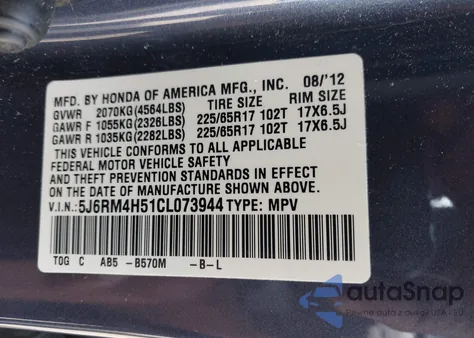 MFD. BY HONDA OF AMERICA MFG., INC. 08/'12
GVWR 2070KG(4564LBS) TIRE SIZE RIM SIZE
GAWR F 1055KG(2326LBS) 225/65R17 102T 17X6.5J
GAWR R 1035KG(2282LBS) 225/65R17 102T 17X6.5J
THIS VEHICLE CONFORMS TO ALL APPLICABLE
FEDERAL MOTOR VEHICLE SAFETY
AND THEFT PREVENTION STANDARDS IN EFFECT
ON THE DATE OF MANUFACTURE SHOWN ABOVE.
V.I.N.: 5J6RM4H51CL073944 TYPE: MPV
TOG C AB5 -B570M -B-L
autoSnap